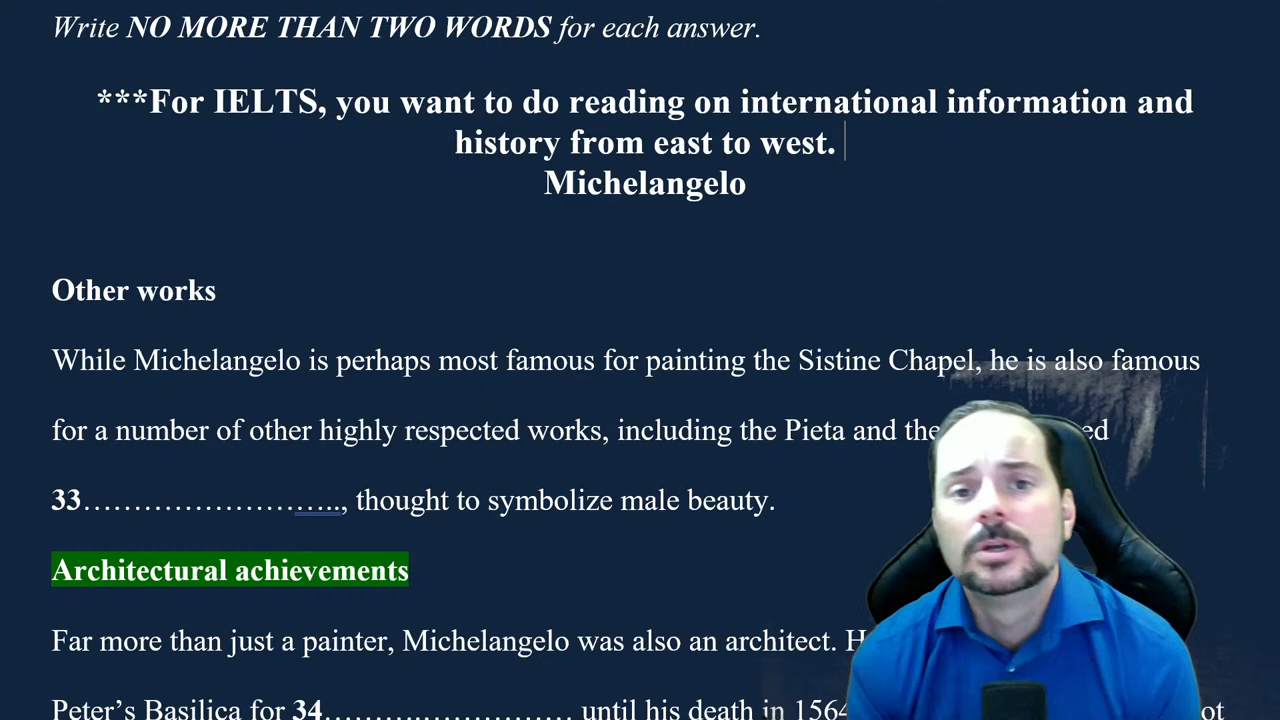 Write NO MORE THAN TWO WORDS for each answer.
***For IELTS, you want to do reading on international information and
history from east to west.
Michelangelo
Other works
While Michelangelo is perhaps most famous for painting the Sistine Chapel, he is also famous
for a number of other highly respected works, including the Pieta and the
33…………………….., thought to symbolize male beauty.
Architectural achievements
Far more than just a painter, Michelangelo was also an architect.
Peter's Basilica for 34…………………… until his death in 1564